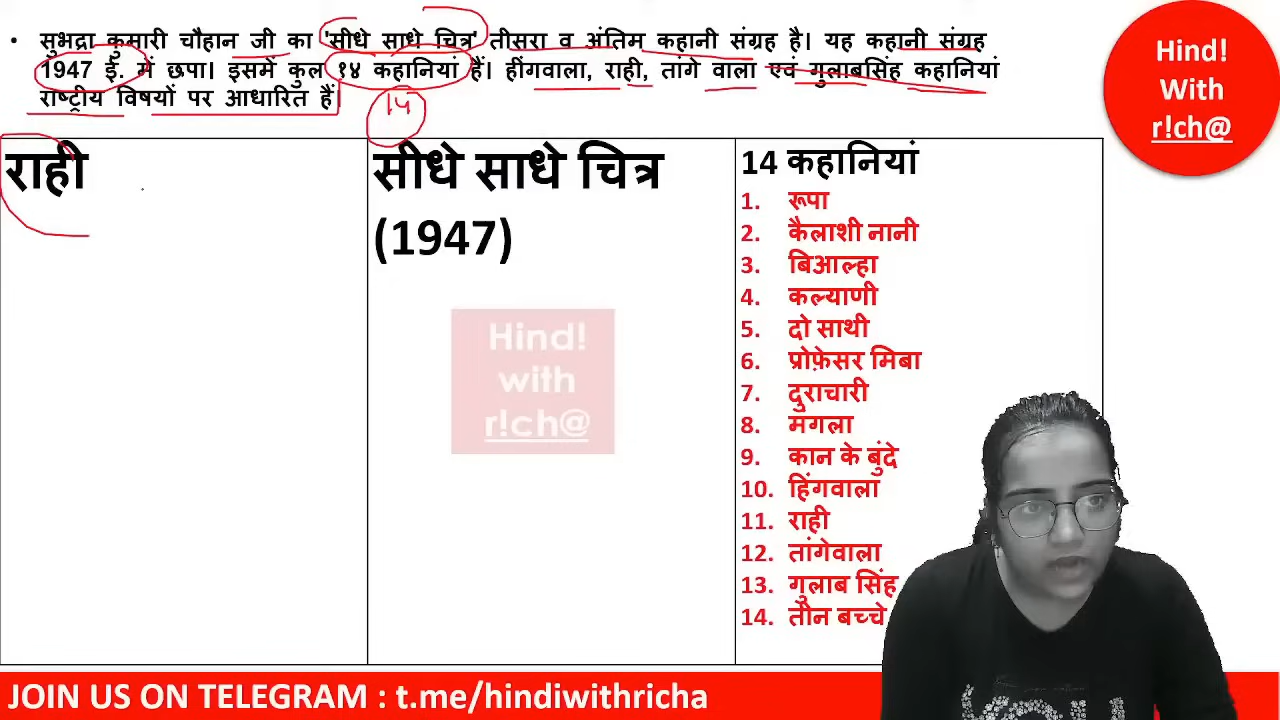 • सुभद्रा कुमारी चौहान जी का 'सीधे साधे चित्र' तीसरा व अंतिम कहानी संग्रह है। यह कहानी संग्रह
1947 ई. में छपा। इसमें कुल १४ कहानियां हैं। हींगवाला, राही, तांगे वाला एवं गुलाबसिंह कहानियां
राष्ट्रीय विषयों पर आधारित हैं।
14
Hind!
With
r!ch@
राही
सीधे साधे चित्र
(1947)
Hind!
with
r!ch@
14 कहानियां
1. रूपा
2. कैलाशी नानी
3. बिआल्हा
4. कल्याणी
5. दो साथी
6. प्रोफ़ेसर मिबा
7. दुराचारी
8. मंगला
9. कान के बुंदे
10. हिंगवाला
11. राही
12. तांगेवाला
13. गुलाब सिंह
14. तीन बच्चे
JOIN US ON TELEGRAM : t.me/hindiwithricha